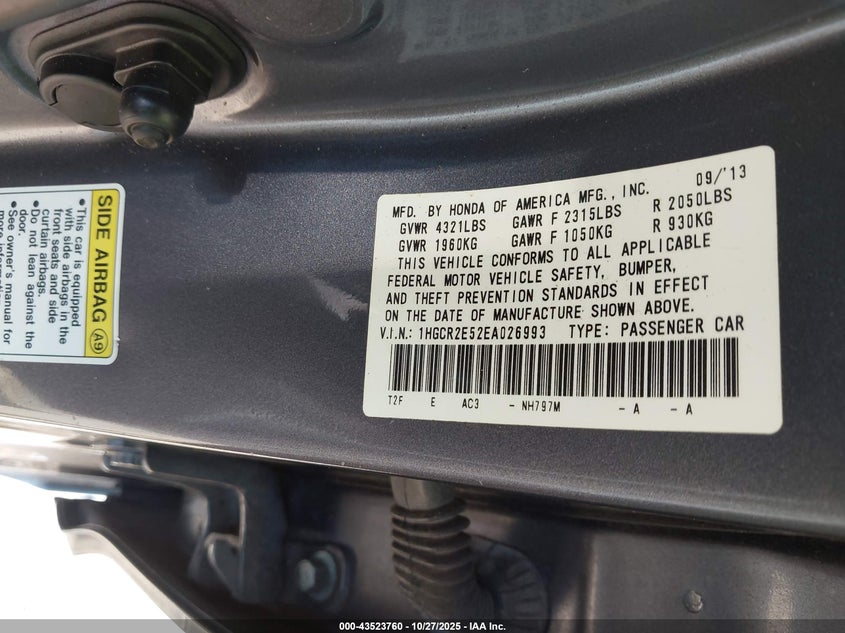 SIDE AIRBAG A9
•This car is equipped
with side airbags in the
front seats and side
curtain airbags.
•Do not lean against the
door.
•See owner's manual for
more
09/'13
MFD. BY HONDA OF AMERICA MFG., INC.
GVWR 4321LBS GAWR F 2315LBS R 2050LBS
GVWR 1960KG GAWR F 1050KG R 930KG
THIS VEHICLE CONFORMS TO ALL APPLICABLE
FEDERAL MOTOR VEHICLE SAFETY, BUMPER,
AND THEFT PREVENTION STANDARDS IN EFFECT
ON THE DATE OF MANUFACTURE SHOWN ABOVE.
V.I.N.: 1HGCR2E52EA026993 TYPE: PASSENGER CAR
T2F E AC3 - NH797M - A - A
000-43523760 - 10/27/2025 - IAA Inc.